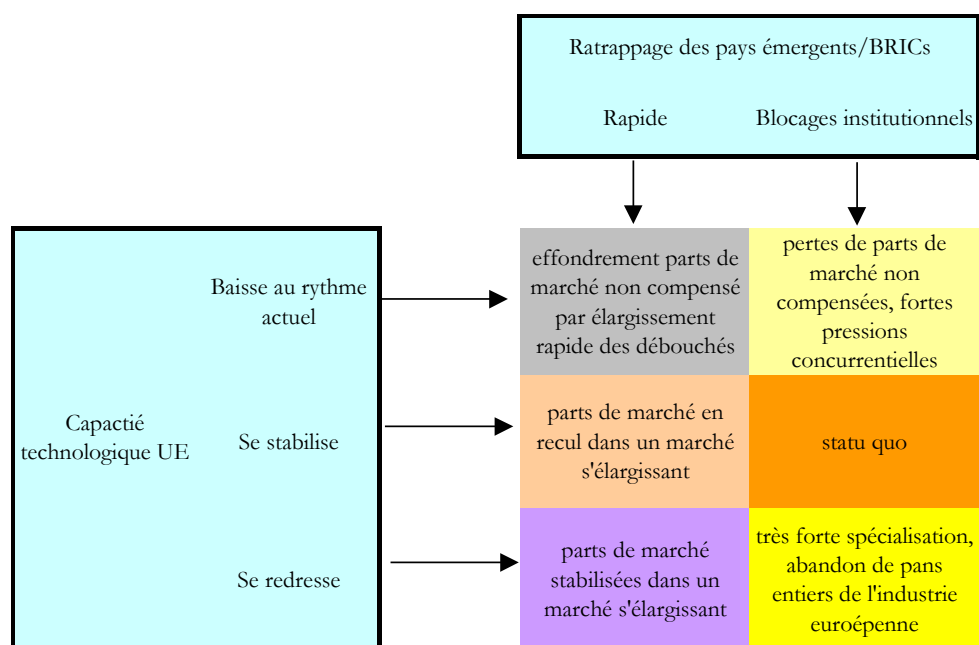 Ratrappage des pays émergents/BRICs
Rapide
Blocages institutionnels
Capactié
technologique UE
Baisse au rythme
actuel
effondrement parts de
marché non compensé
par élargissement
rapide des débouchés
pertes de parts de
marché non
compensées, fortes
pressions
concurrentielles
Se stabilise
parts de marché en
recul dans un marché
s'élargissant
statu quo
Se redresse
parts de marché
stabilisées dans un
marché s'élargissant
très forte spécialisation,
abandon de pans
entiers de l'industrie
euroépenne